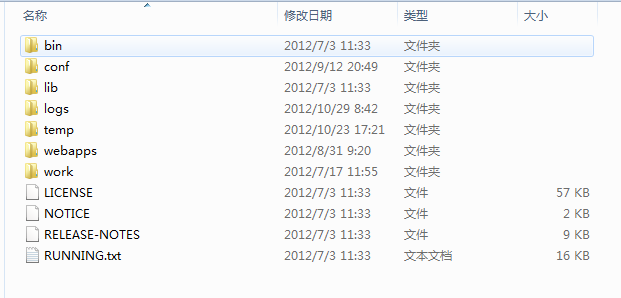 名称 修改日期 类型 大小
bin 2012/7/3 11:33 文件夹
conf 2012/9/12 20:49 文件夹
lib 2012/7/3 11:33 文件夹
logs 2012/10/29 8:42 文件夹
temp 2012/10/23 17:21 文件夹
webapps 2012/8/31 9:20 文件夹
work 2012/7/17 11:55 文件夹
LICENSE 2012/7/3 11:33 文件 57 KB
NOTICE 2012/7/3 11:33 文件 2 KB
RELEASE-NOTES 2012/7/3 11:33 文件 9 KB
RUNNING.txt 2012/7/3 11:33 文本文档 16 KB